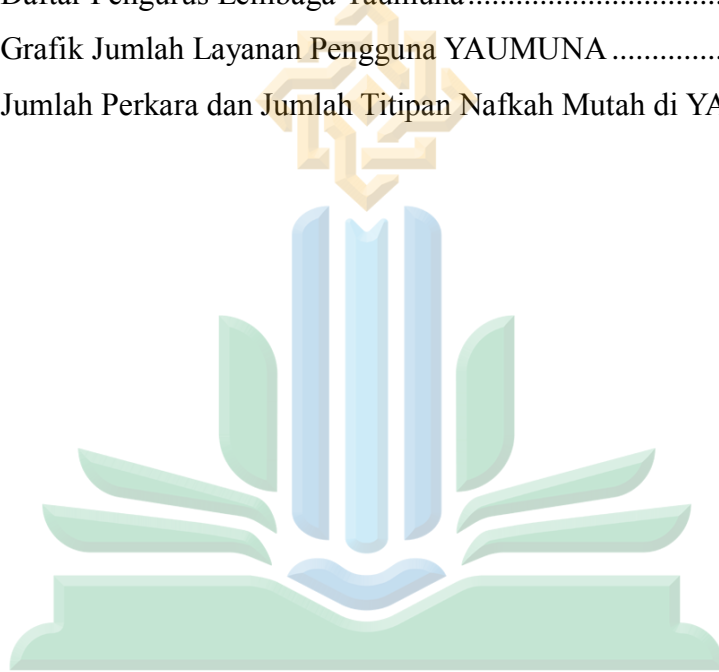 Daftar Pengurus Lembaga Yaumuna.................................
Grafik Jumlah Layanan Pengguna YAUMUNA..............
Jumlah Perkara dan Jumlah Titipan Nafkah Mutah di YA